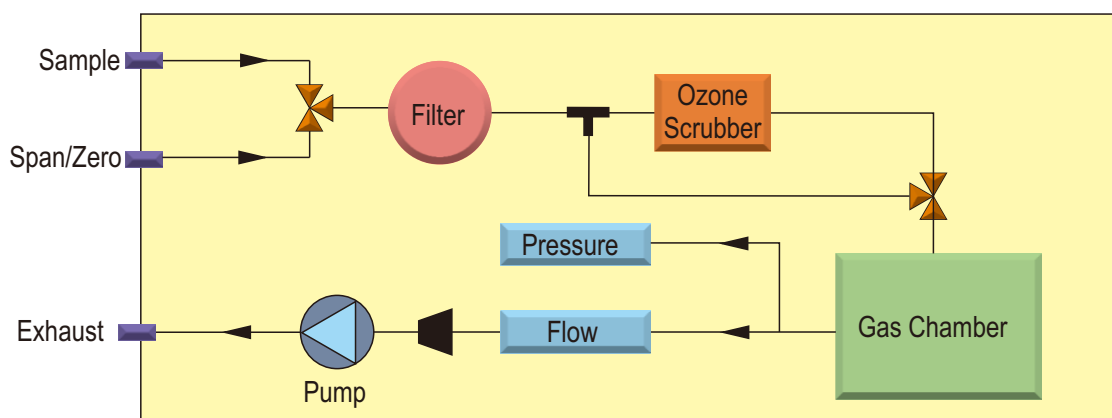 Sample
Span/Zero
Filter
Ozone
Scrubber
Pressure
Exhaust
Pump
Flow
Gas Chamber